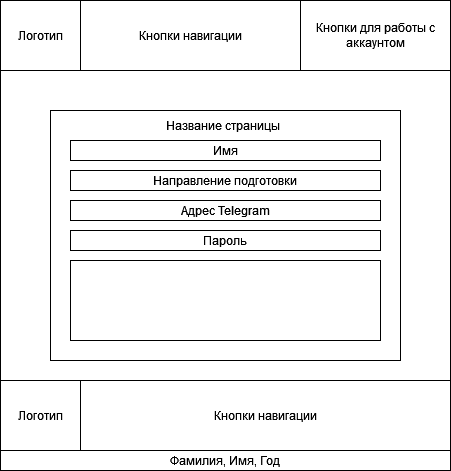 Логотип
Кнопки навигации
Кнопки для работы с
аккаунтом
Название страницы
Имя
Направление подготовки
Адрес Telegram
Пароль
Логотип
Кнопки навигации
Фамилия, Имя, Год